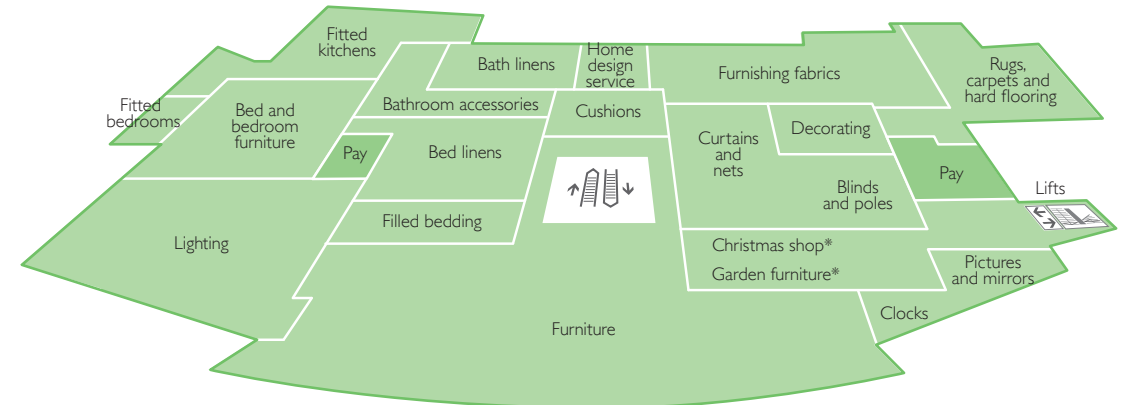 Fitted
kitchens
Bath linens
Home
design
service
Furnishing fabrics
Rugs,
carpets and
hard flooring
Fitted
bedrooms
Bed and
bedroom
furniture
Bathroom accessories
Cushions
Pay
Bed linens
Curtains
and
nets
Decorating
Pay
Blinds
and poles
Lifts
Filled bedding
Lighting
Christmas shop*
Garden furniture*
Pictures
and mirrors
Clocks
Furniture